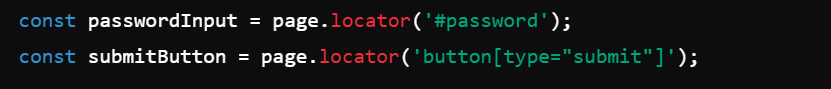 const passwordInput = page.locator('#password');
const submitButton = page.locator('button[type="submit"]');